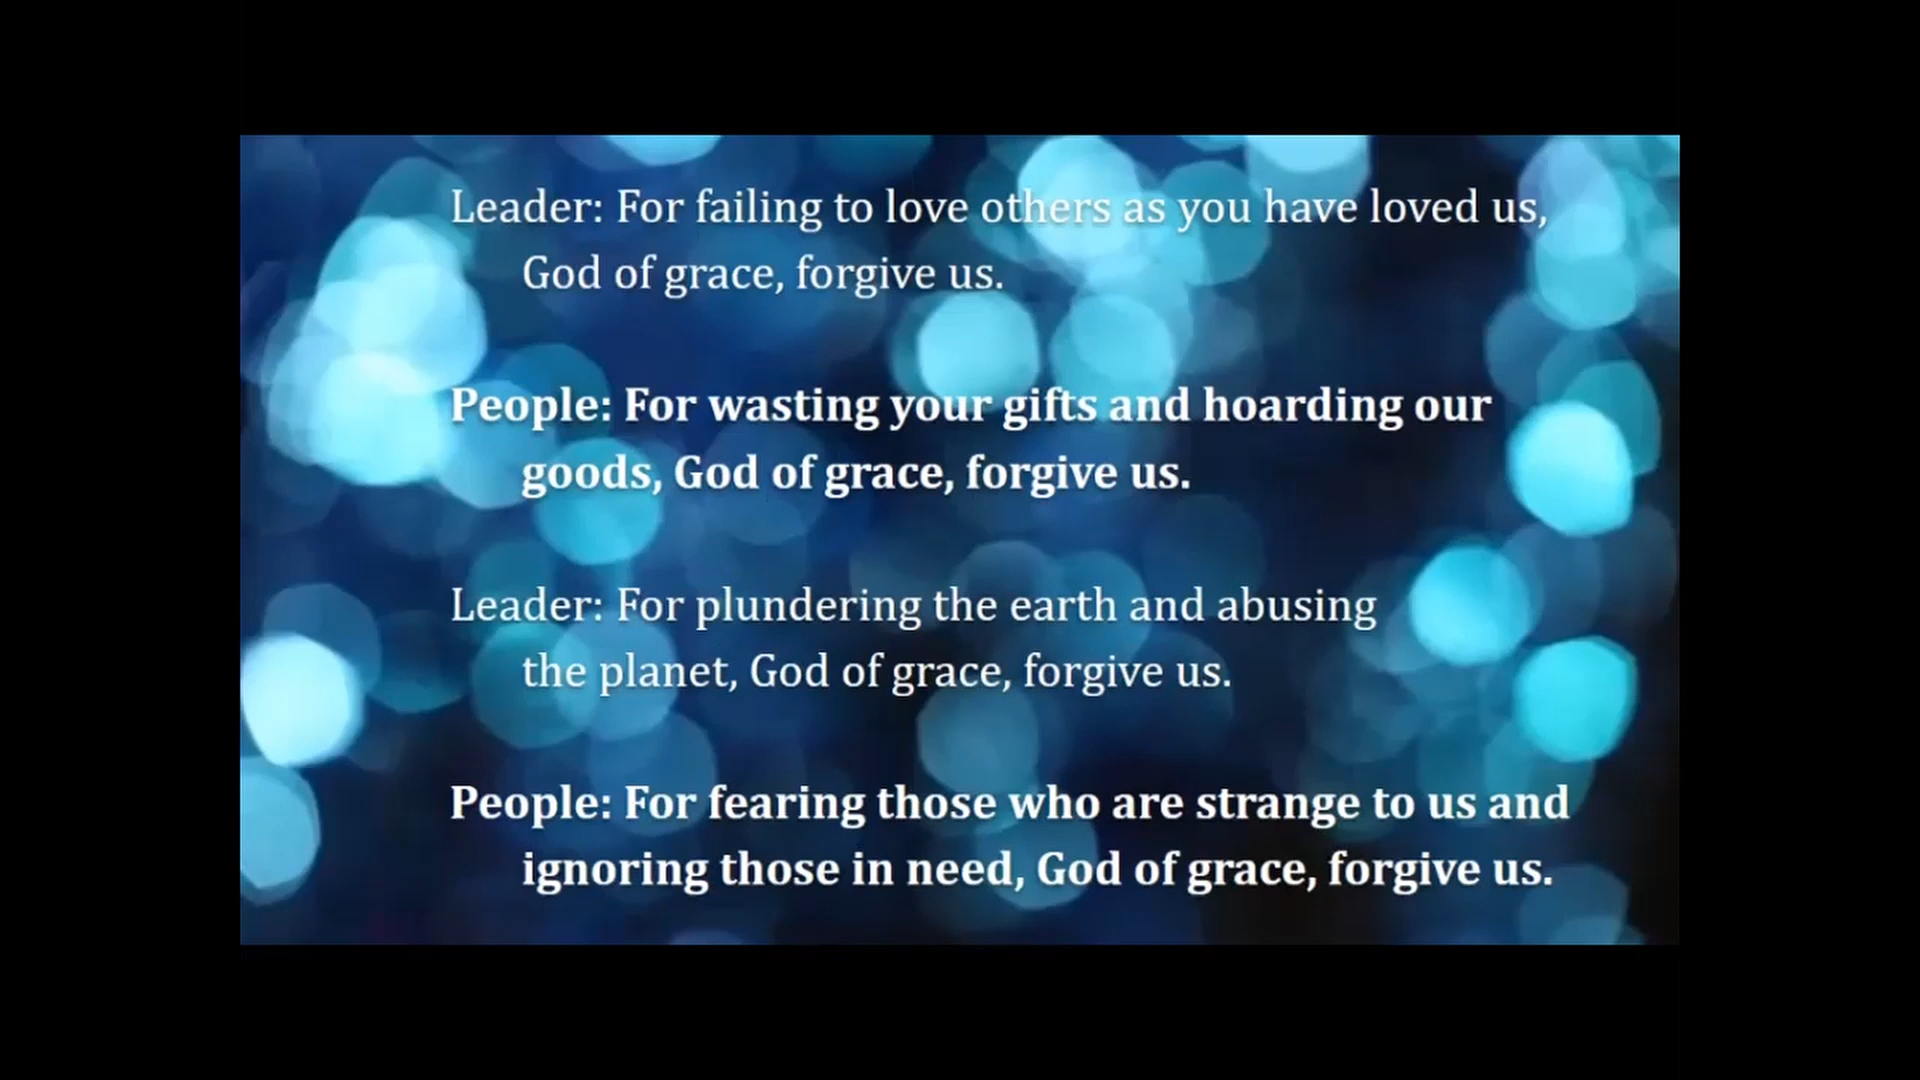 Leader: For failing to love others as you have loved us,
God of grace, forgive us.
People: For wasting your gifts and hoarding our
goods, God of grace, forgive us.
Leader: For plundering the earth and abusing
the planet, God of grace, forgive us.
People: For fearing those who are strange to us and
ignoring those in need, God of grace, forgive us.